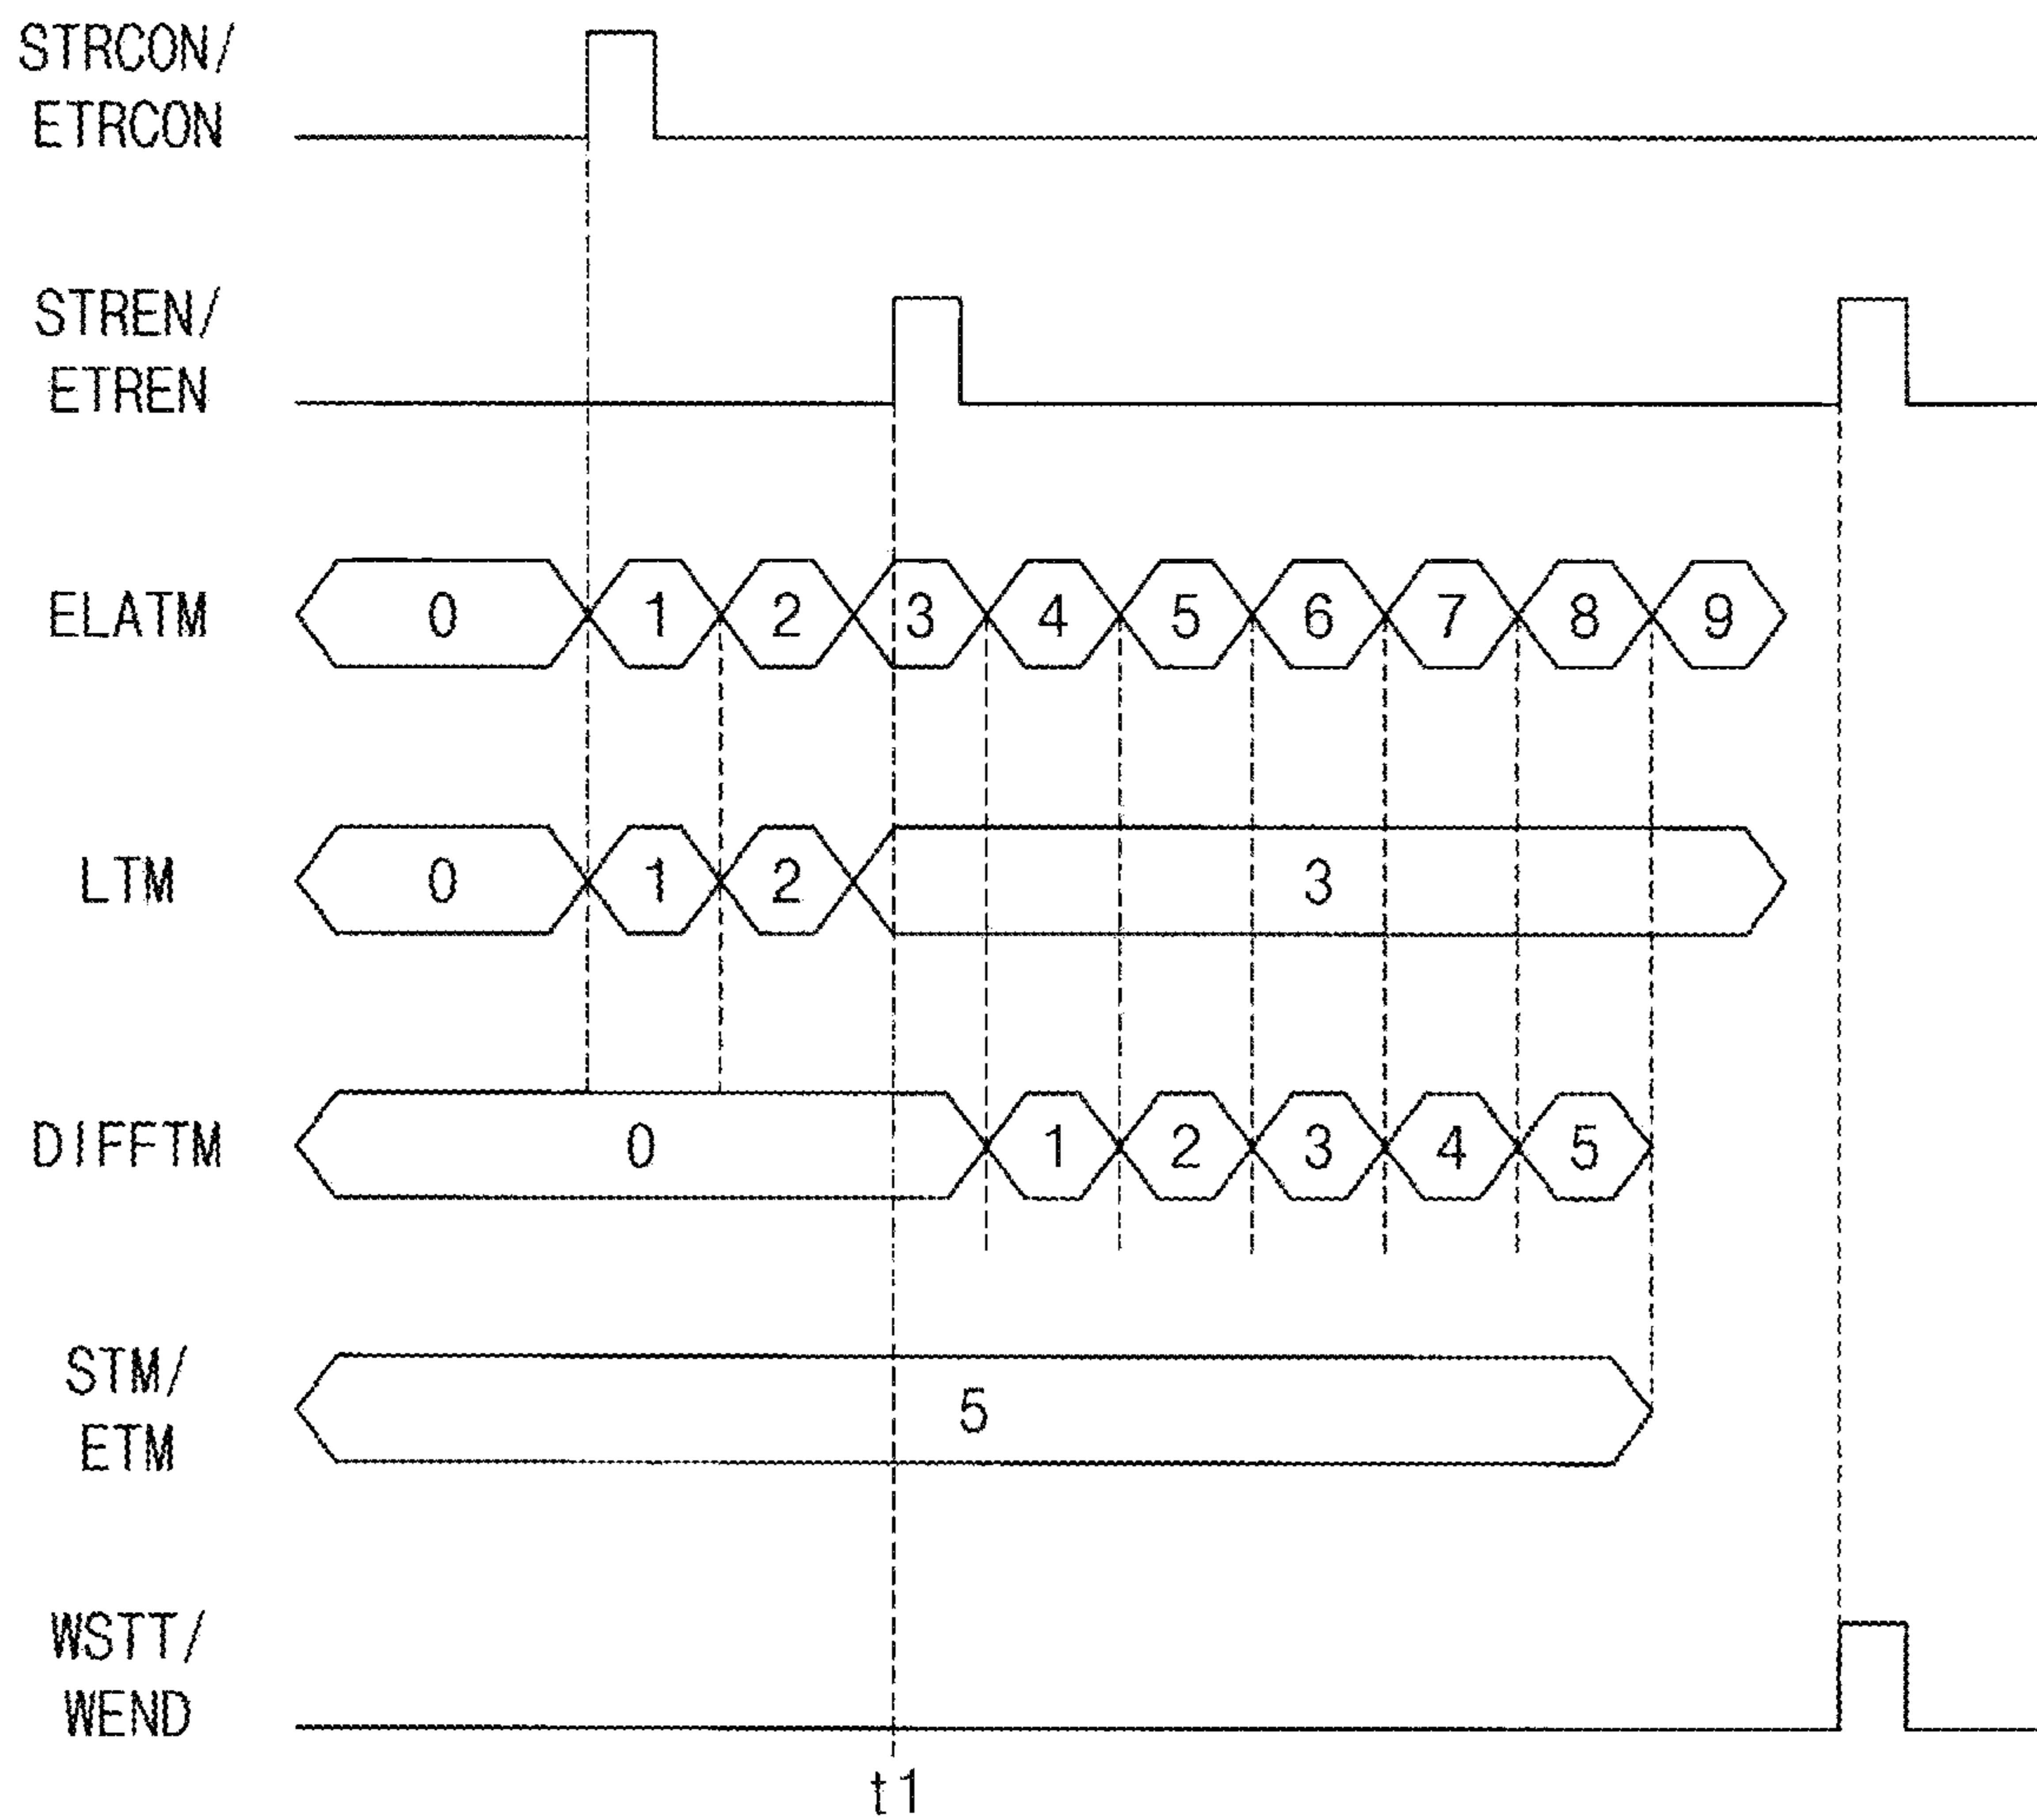 STRCON/
ETRCON
STREN/
ETREN
ELATM 0 1 2 3 4 5 6 7 8 9
LTM 0 1 2 3
DIFFTM 0 1 2 3 4 5
STM/
ETM
5
WSTT/
WEND
t1